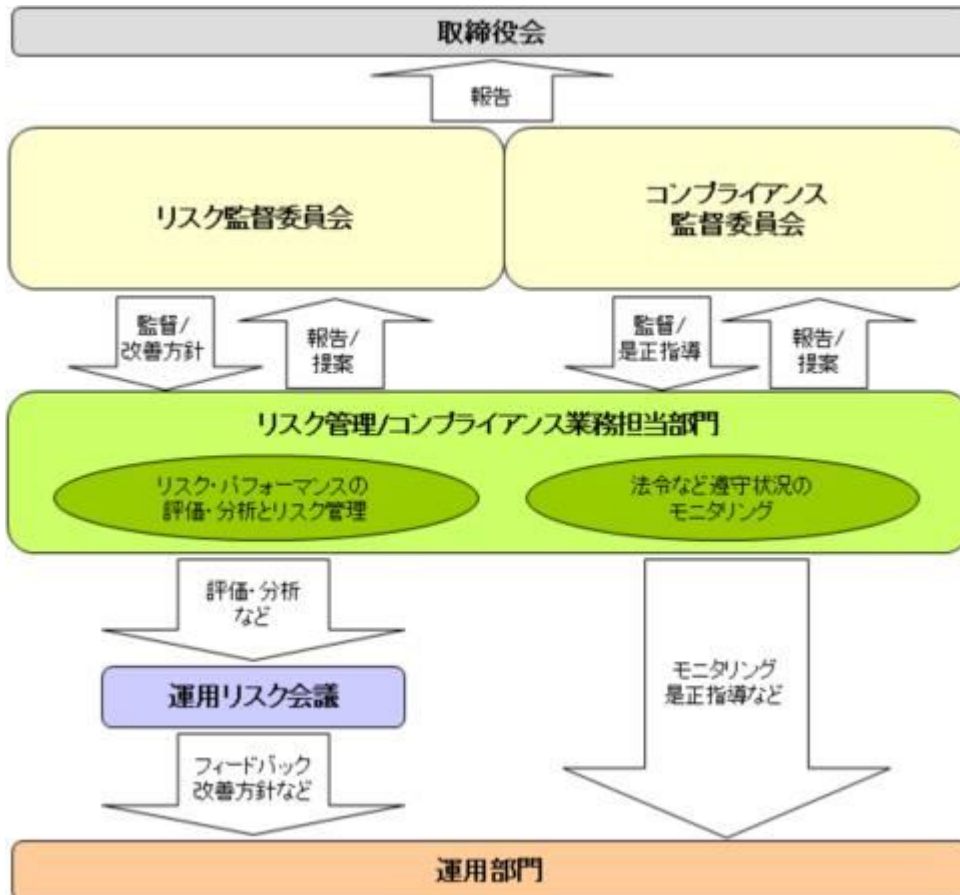 取締役会
報告
リスク監督委員会
コンプライアンス
監督委員会
監督/
改善方針
報告/
提案
監督/
是正指導
報告/
提案
リスク管理/コンプライアンス業務担当部門
リスク・パフォーマンスの
評価・分析とリスク管理
法令など遵守状況の
モニタリング
評価・分析
など
運用リスク会議
モニタリング
是正指導など
フィードバック
改善方針など
運用部門